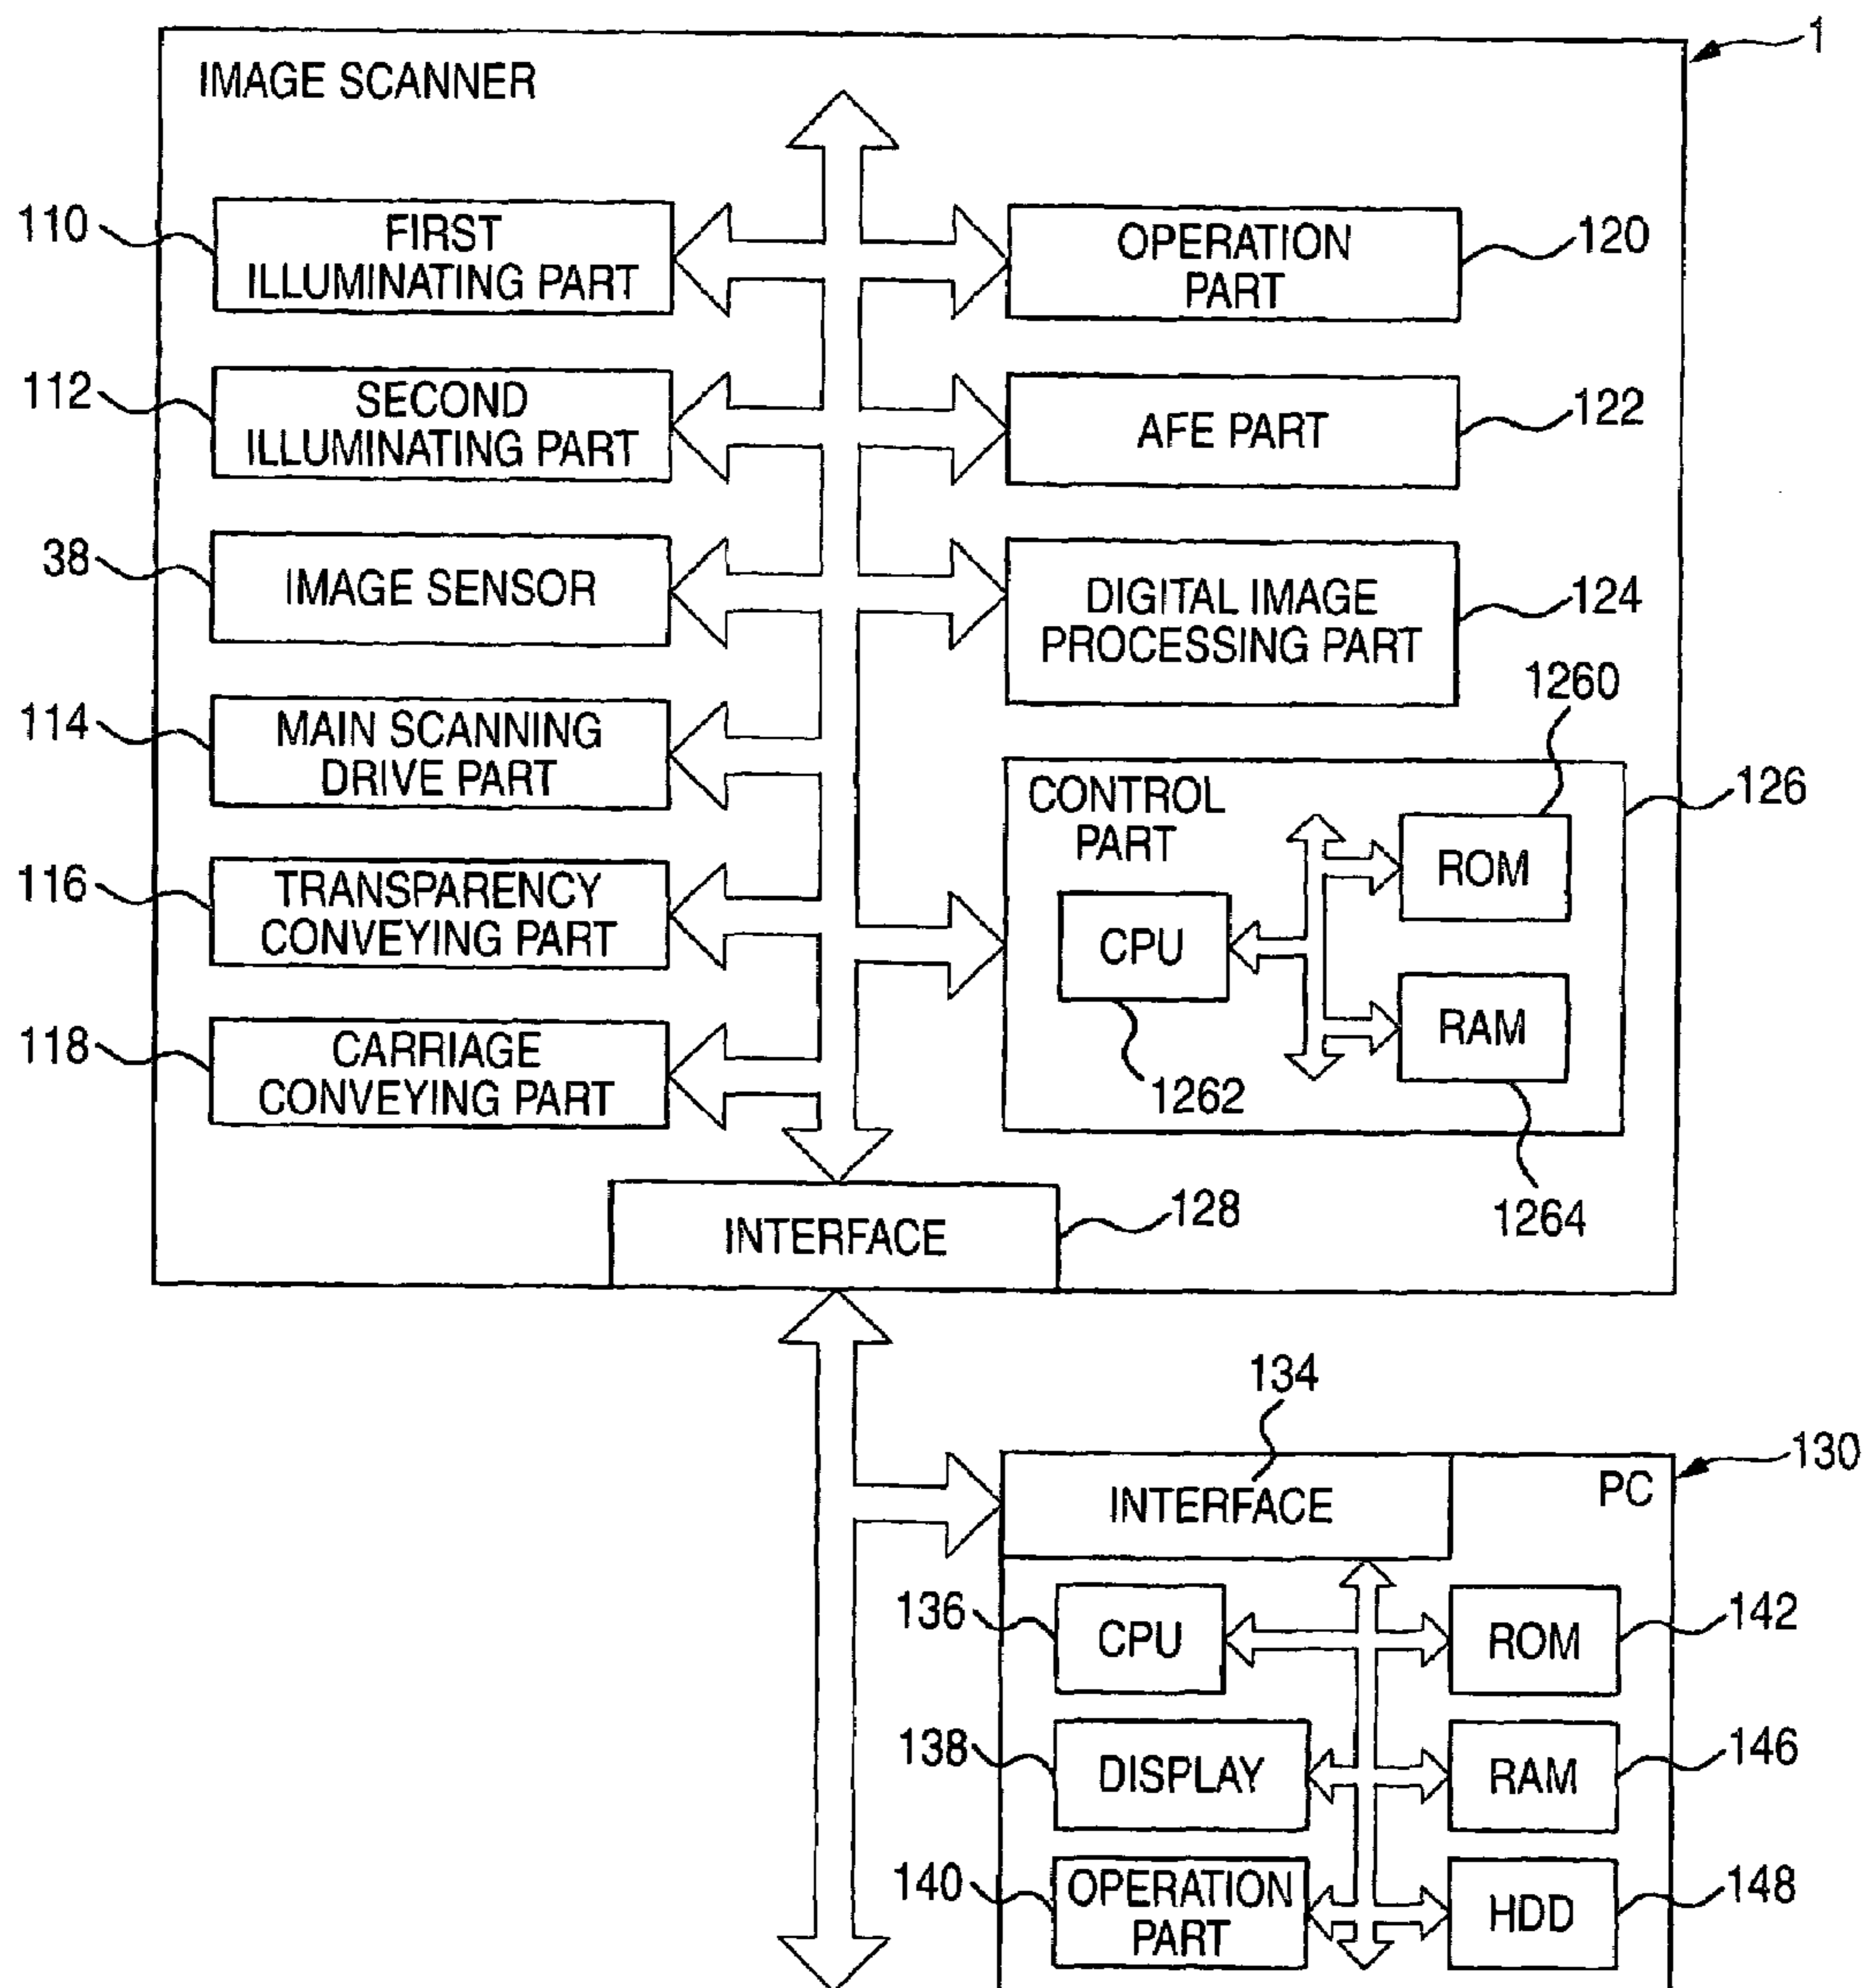 1
IMAGE SCANNER
110
FIRST
ILLUMINATING PART
OPERATION
PART
120
112
SECOND
ILLUMINATING PART
AFE PART
122
38
IMAGE SENSOR
DIGITAL IMAGE
PROCESSING PART
124
114
MAIN SCANNING
DRIVE PART
1260
CONTROL
PART
126
ROM
116
TRANSPARENCY
CONVEYING PART
CPU
118
CARRIAGE
CONVEYING PART
RAM
1262
1264
INTERFACE
128
134
130
INTERFACE
PC
136
CPU
ROM
142
138
DISPLAY
RAM
146
140
OPERATION
PART
HDD
148